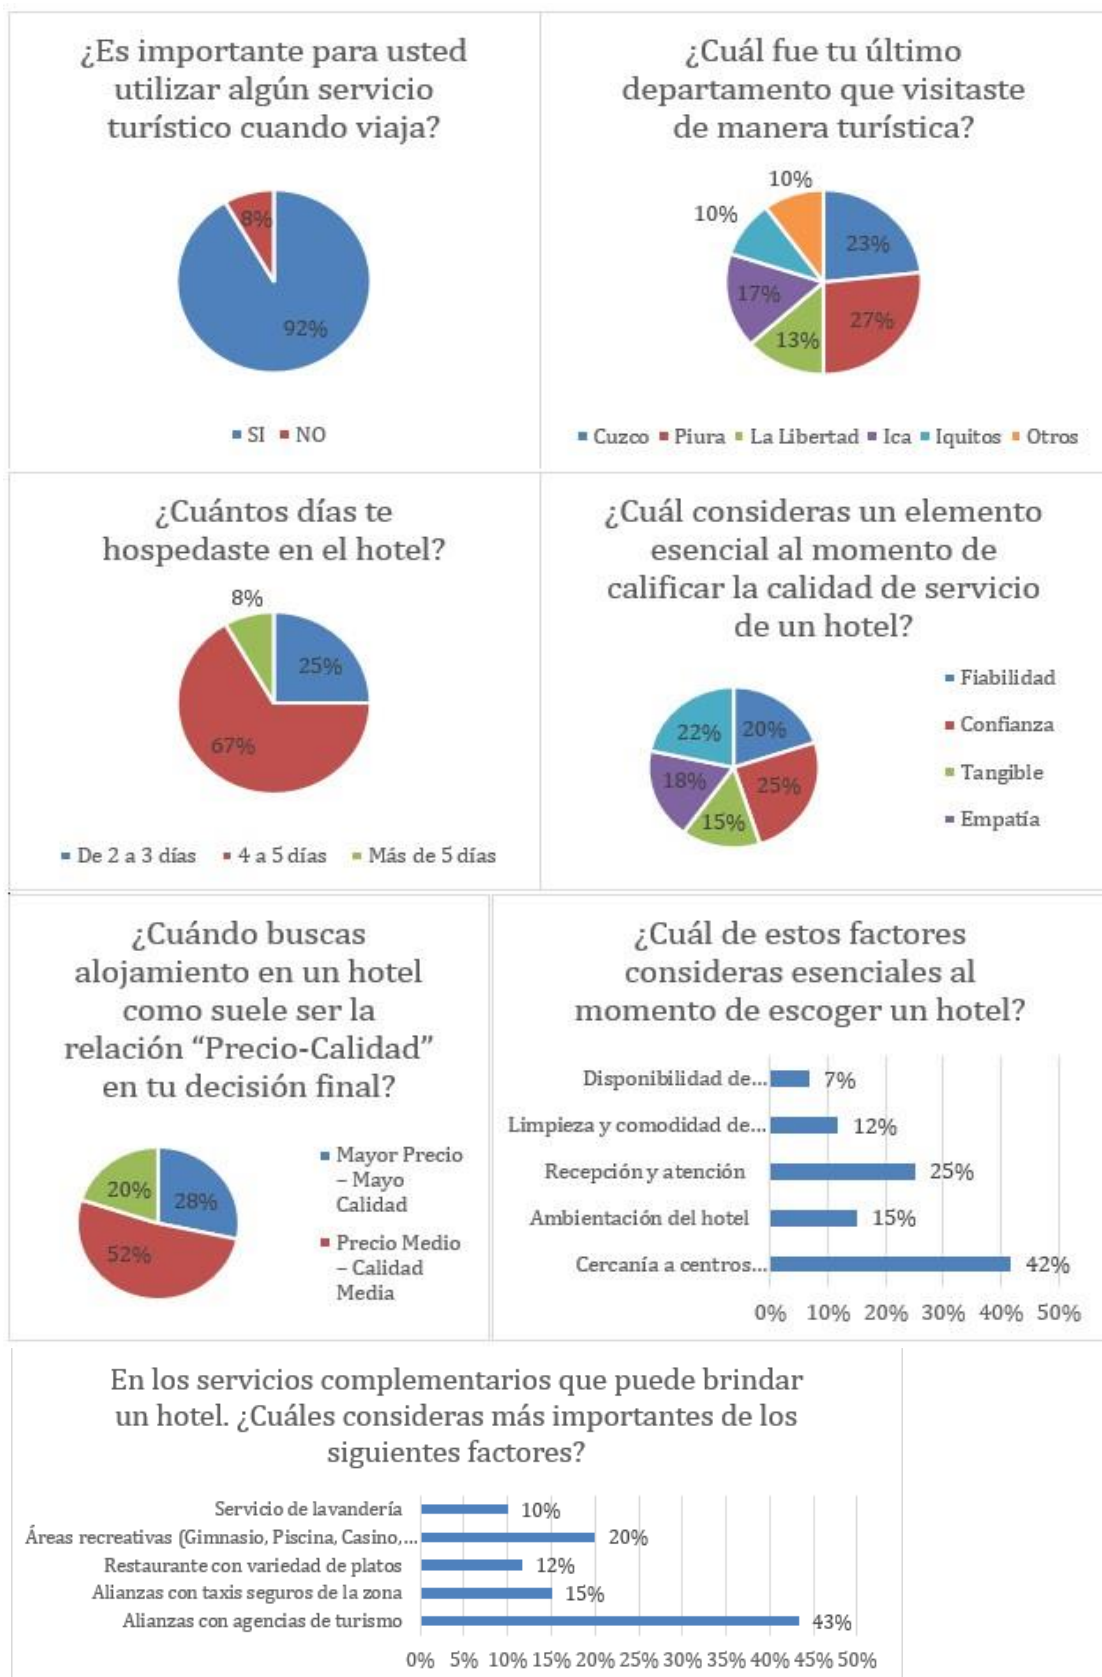 ¿Es importante para usted
utilizar algún servicio
turístico cuando viaja?
8%
92%
SI NO
¿Cuál fue tu último
departamento que visitaste
de manera turística?
10%
10%
23%
17%
27%
13%
Cuzco Piura La Libertad Ica Iquitos Otros
¿Cuántos días te
hospedaste en el hotel?
8%
25%
67%
De 2 a 3 días 4 a 5 días Más de 5 días
¿Cuál consideras un elemento
esencial al momento de
calificar la calidad de servicio
de un hotel?
22%
20%
18%
25%
15%
Fiabilidad
Confianza
Tangible
Empatía
¿Cuándo buscas
alojamiento en un hotel
como suele ser la
relación “Precio-Calidad”
en tu decisión final?
20%
28%
52%
Mayor Precio
– Mayo
Calidad
Precio Medio
– Calidad
Media
¿Cuál de estos factores
consideras esenciales al
momento de escoger un hotel?
Disponibilidad de... 7%
Limpieza y comodidad de... 12%
Recepción y atención 25%
Ambientación del hotel 15%
Cercanía a centros... 42%
0% 10% 20% 30% 40% 50%
En los servicios complementarios que puede brindar
un hotel. ¿Cuáles consideras más importantes de los
siguientes factores?
Servicio de lavandería 10%
Áreas recreativas (Gimnasio, Piscina, Casino,... 20%
Restaurante con variedad de platos 12%
Alianzas con taxis seguros de la zona 15%
Alianzas con agencias de turismo 43%
0% 5% 10% 15% 20% 25% 30% 35% 40% 45% 50%